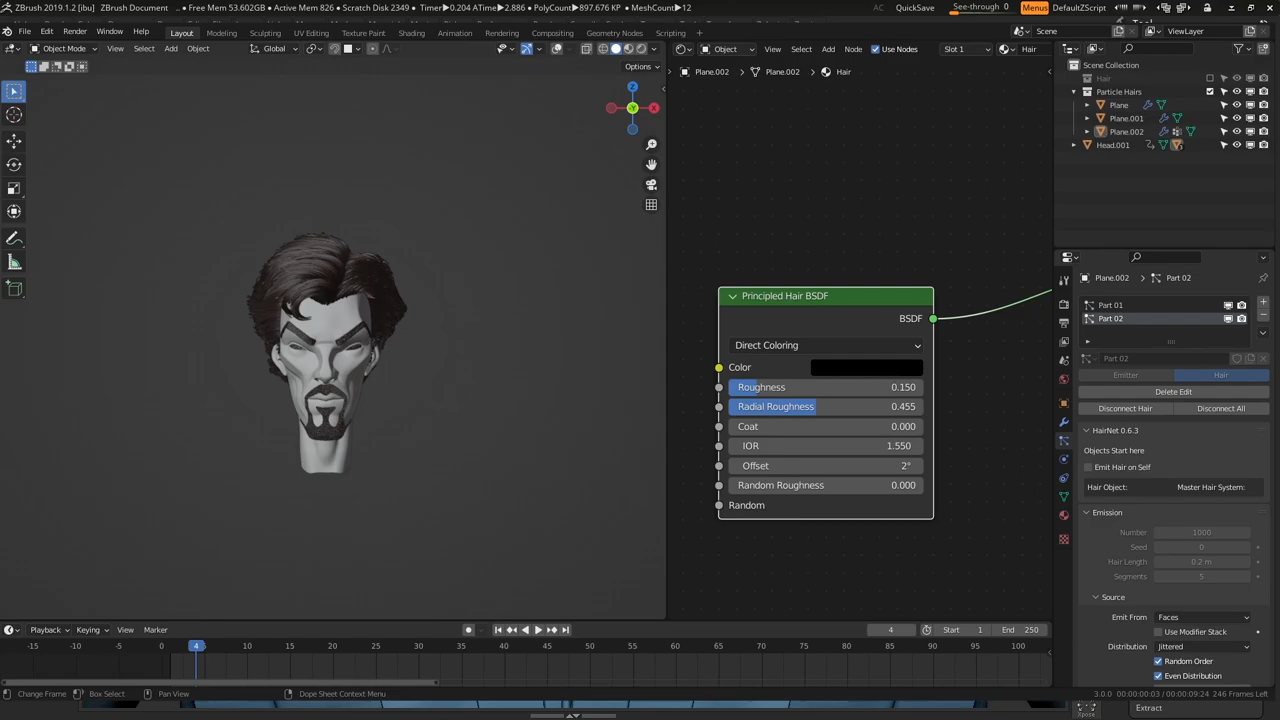 ZBrush 2019.1.2 [ibu] ZBrush Document • Free Mem 53.602GB • Active Mem 826 • Scratch Disk 2349 • Timer▶0.204 ATime▶2.886 • PolyCount▶897.676 KP • MeshCount▶12 AC QuickSave See-through 0 Menus DefaultZScript
File Edit Render Window Help Layout Modeling Sculpting UV Editing Texture Paint Shading Animation Rendering Compositing Geometry Nodes Scripting Scene ViewLayer
Object Mode View Select Add Object Global Object View Select Add Node Use Nodes Slot 1 Hair
Options
Plane.002 Plane.002 Hair
Scene Collection
Hair
Particle Hairs
Plane
Plane.001
Plane.002
Head.001
Z
-Y
X
Principled Hair BSDF
BSDF
Direct Coloring
Color
Roughness 0.150
Radial Roughness 0.455
Coat 0.000
IOR 1.550
Offset 2°
Random Roughness 0.000
Random
Plane.002 Part 02
Part 01
Part 02
Part 02
Emitter Hair
Delete Edit
Disconnect Hair Disconnect All
HairNet 0.6.3
Objects Start here
Emit Hair on Self
Hair Object: Master Hair System:
Emission
Number 1000
Seed 0
Hair Length 0.2 m
Segments 5
Source
Emit From Faces
Use Modifier Stack
Distribution Jittered
Random Order
Even Distribution
Playback Keying View Marker 4 Start 1 End 250
-15 -10 -5 0 4 10 15 20 25 30 35 40 45 50 55 60 65 70 75 80 85 90 95 100
Change Frame Box Select Pan View Dope Sheet Context Menu 3.0.0 00:00:00:03 / 00:00:09:24 246 Frames Left
Xpose Extract